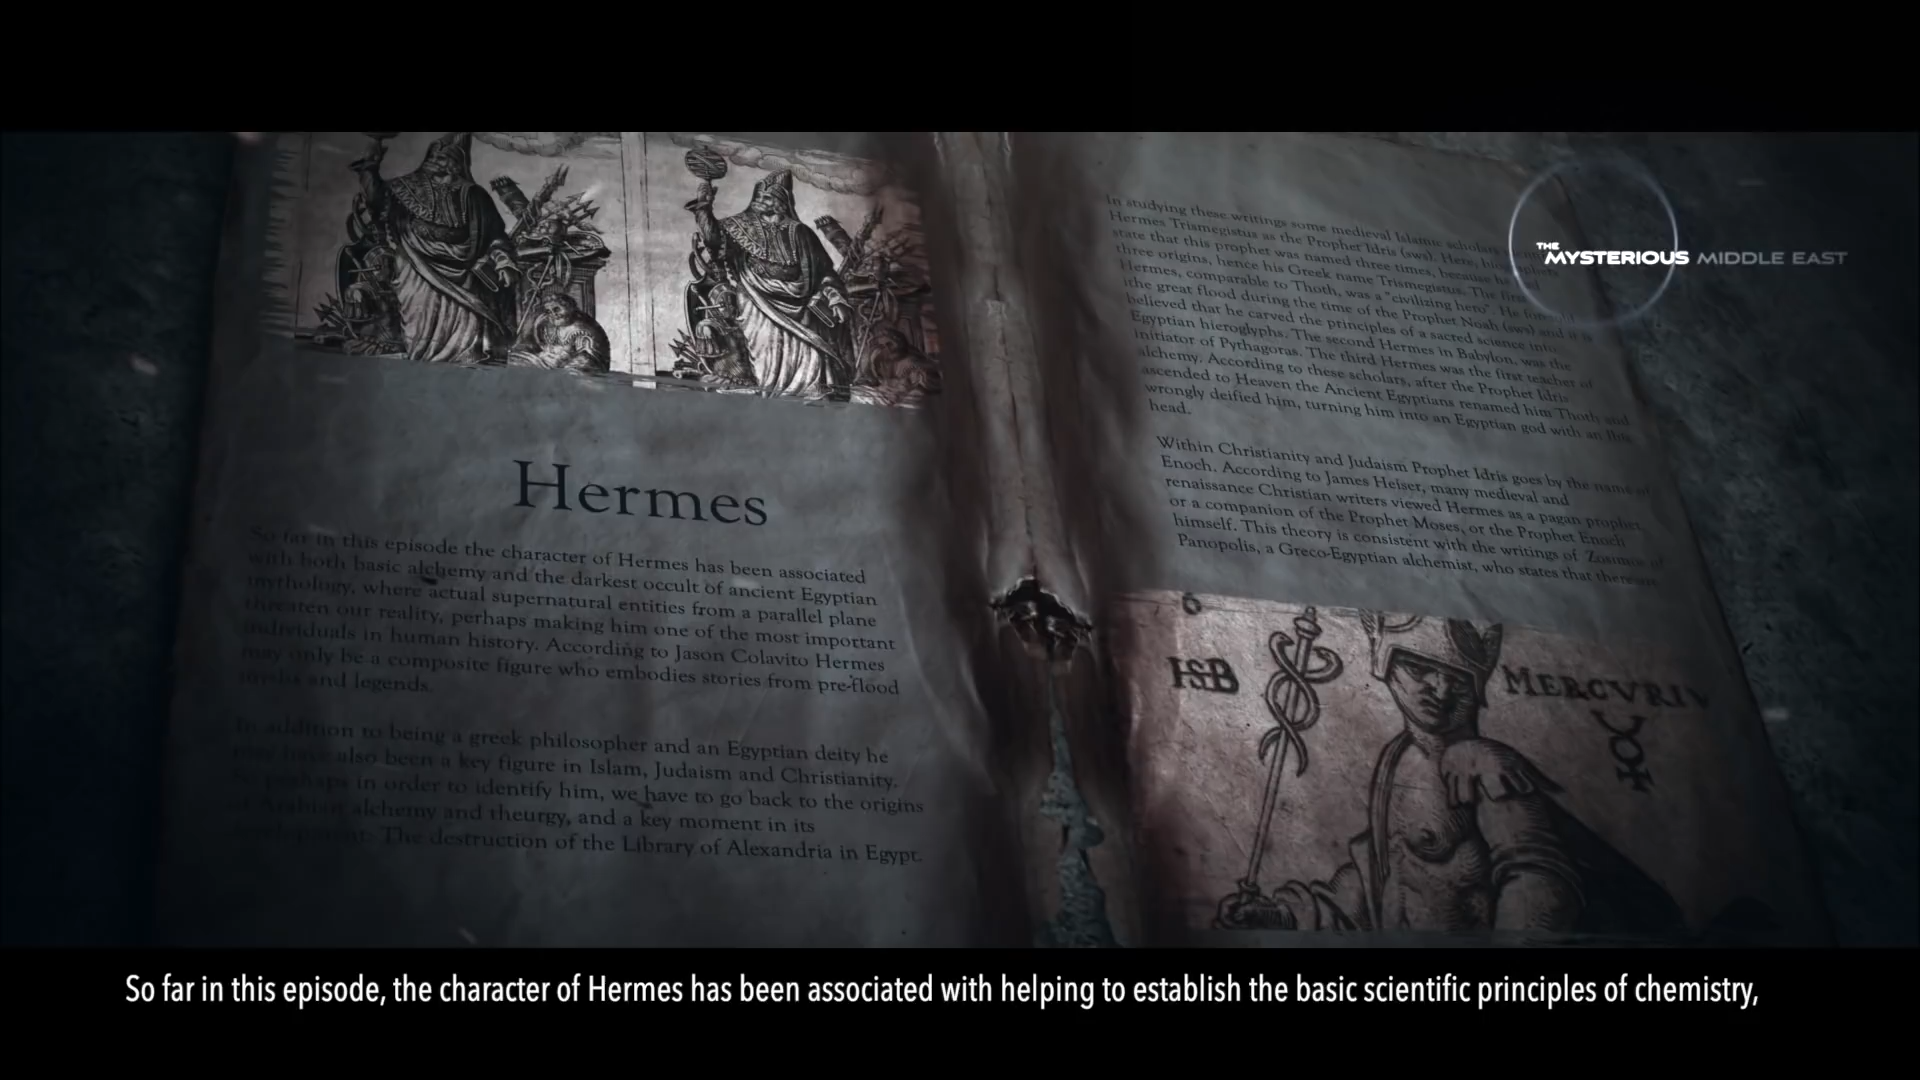 Hermes
So far in this episode the character of Hermes has been associated
with both basic alchemy and the darkest occult of ancient Egyptian
mythology, where actual supernatural entities from a parallel plane
threaten our reality, perhaps making him one of the most important
individuals in human history. According to Jason Colavito Hermes
may only be a composite figure who embodies stories from pre-flood
myths and legends.
In addition to being a greek philosopher and an Egyptian deity he
may have also been a key figure in Islam, Judaism and Christianity.
So perhaps in order to identify him, we have to go back to the origins
of Arabian alchemy and theurgy, and a key moment in its
development- The destruction of the Library of Alexandria in Egypt.
In studying these writings some medieval Islamic scholars
Hermes Trismegistus as the Prophet Idris (aws). Here,
state that this prophet was named three times, because he had
three origins, hence his Greek name Trismegistus. The first
Hermes, comparable to Thoth, was a "civilizing hero". He
the great flood during the time of the Prophet Noah (aws) and it is
believed that he carved the principles of a sacred science into
Egyptian hieroglyphs. The second Hermes in Babylon, was the
initiator of Pythagoras. The third Hermes was the first teacher of
alchemy. According to these scholars, after the Prophet Idris
ascended to Heaven the Ancient Egyptians renamed him Thoth and
wrongly deified him, turning him into an Egyptian god with an Ibis
head.
Within Christianity and Judaism Prophet Idris goes by the name of
Enoch. According to James Heiser, many medieval and
renaissance Christian writers viewed Hermes as a pagan prophet,
or a companion of the Prophet Moses, or the Prophet Enoch
himself. This theory is consistent with the writings of Zosimos of
Panopolis, a Greco-Egyptian alchemist, who states that there are
6
HSB
MERCVRIV
THE
MYSTERIOUS MIDDLE EAST
So far in this episode, the character of Hermes has been associated with helping to establish the basic scientific principles of chemistry,